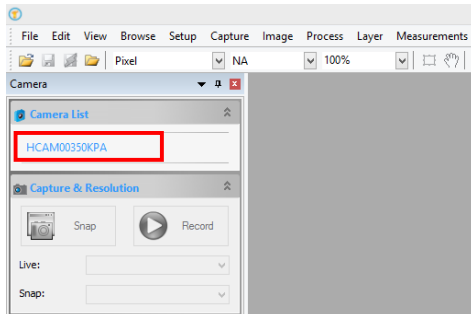 File Edit View Browse Setup Capture Image Process Layer Measurements
Pixel NA 100%
Camera
Camera List
HCAM00350KPA
Capture & Resolution
Snap Record
Live:
Snap: